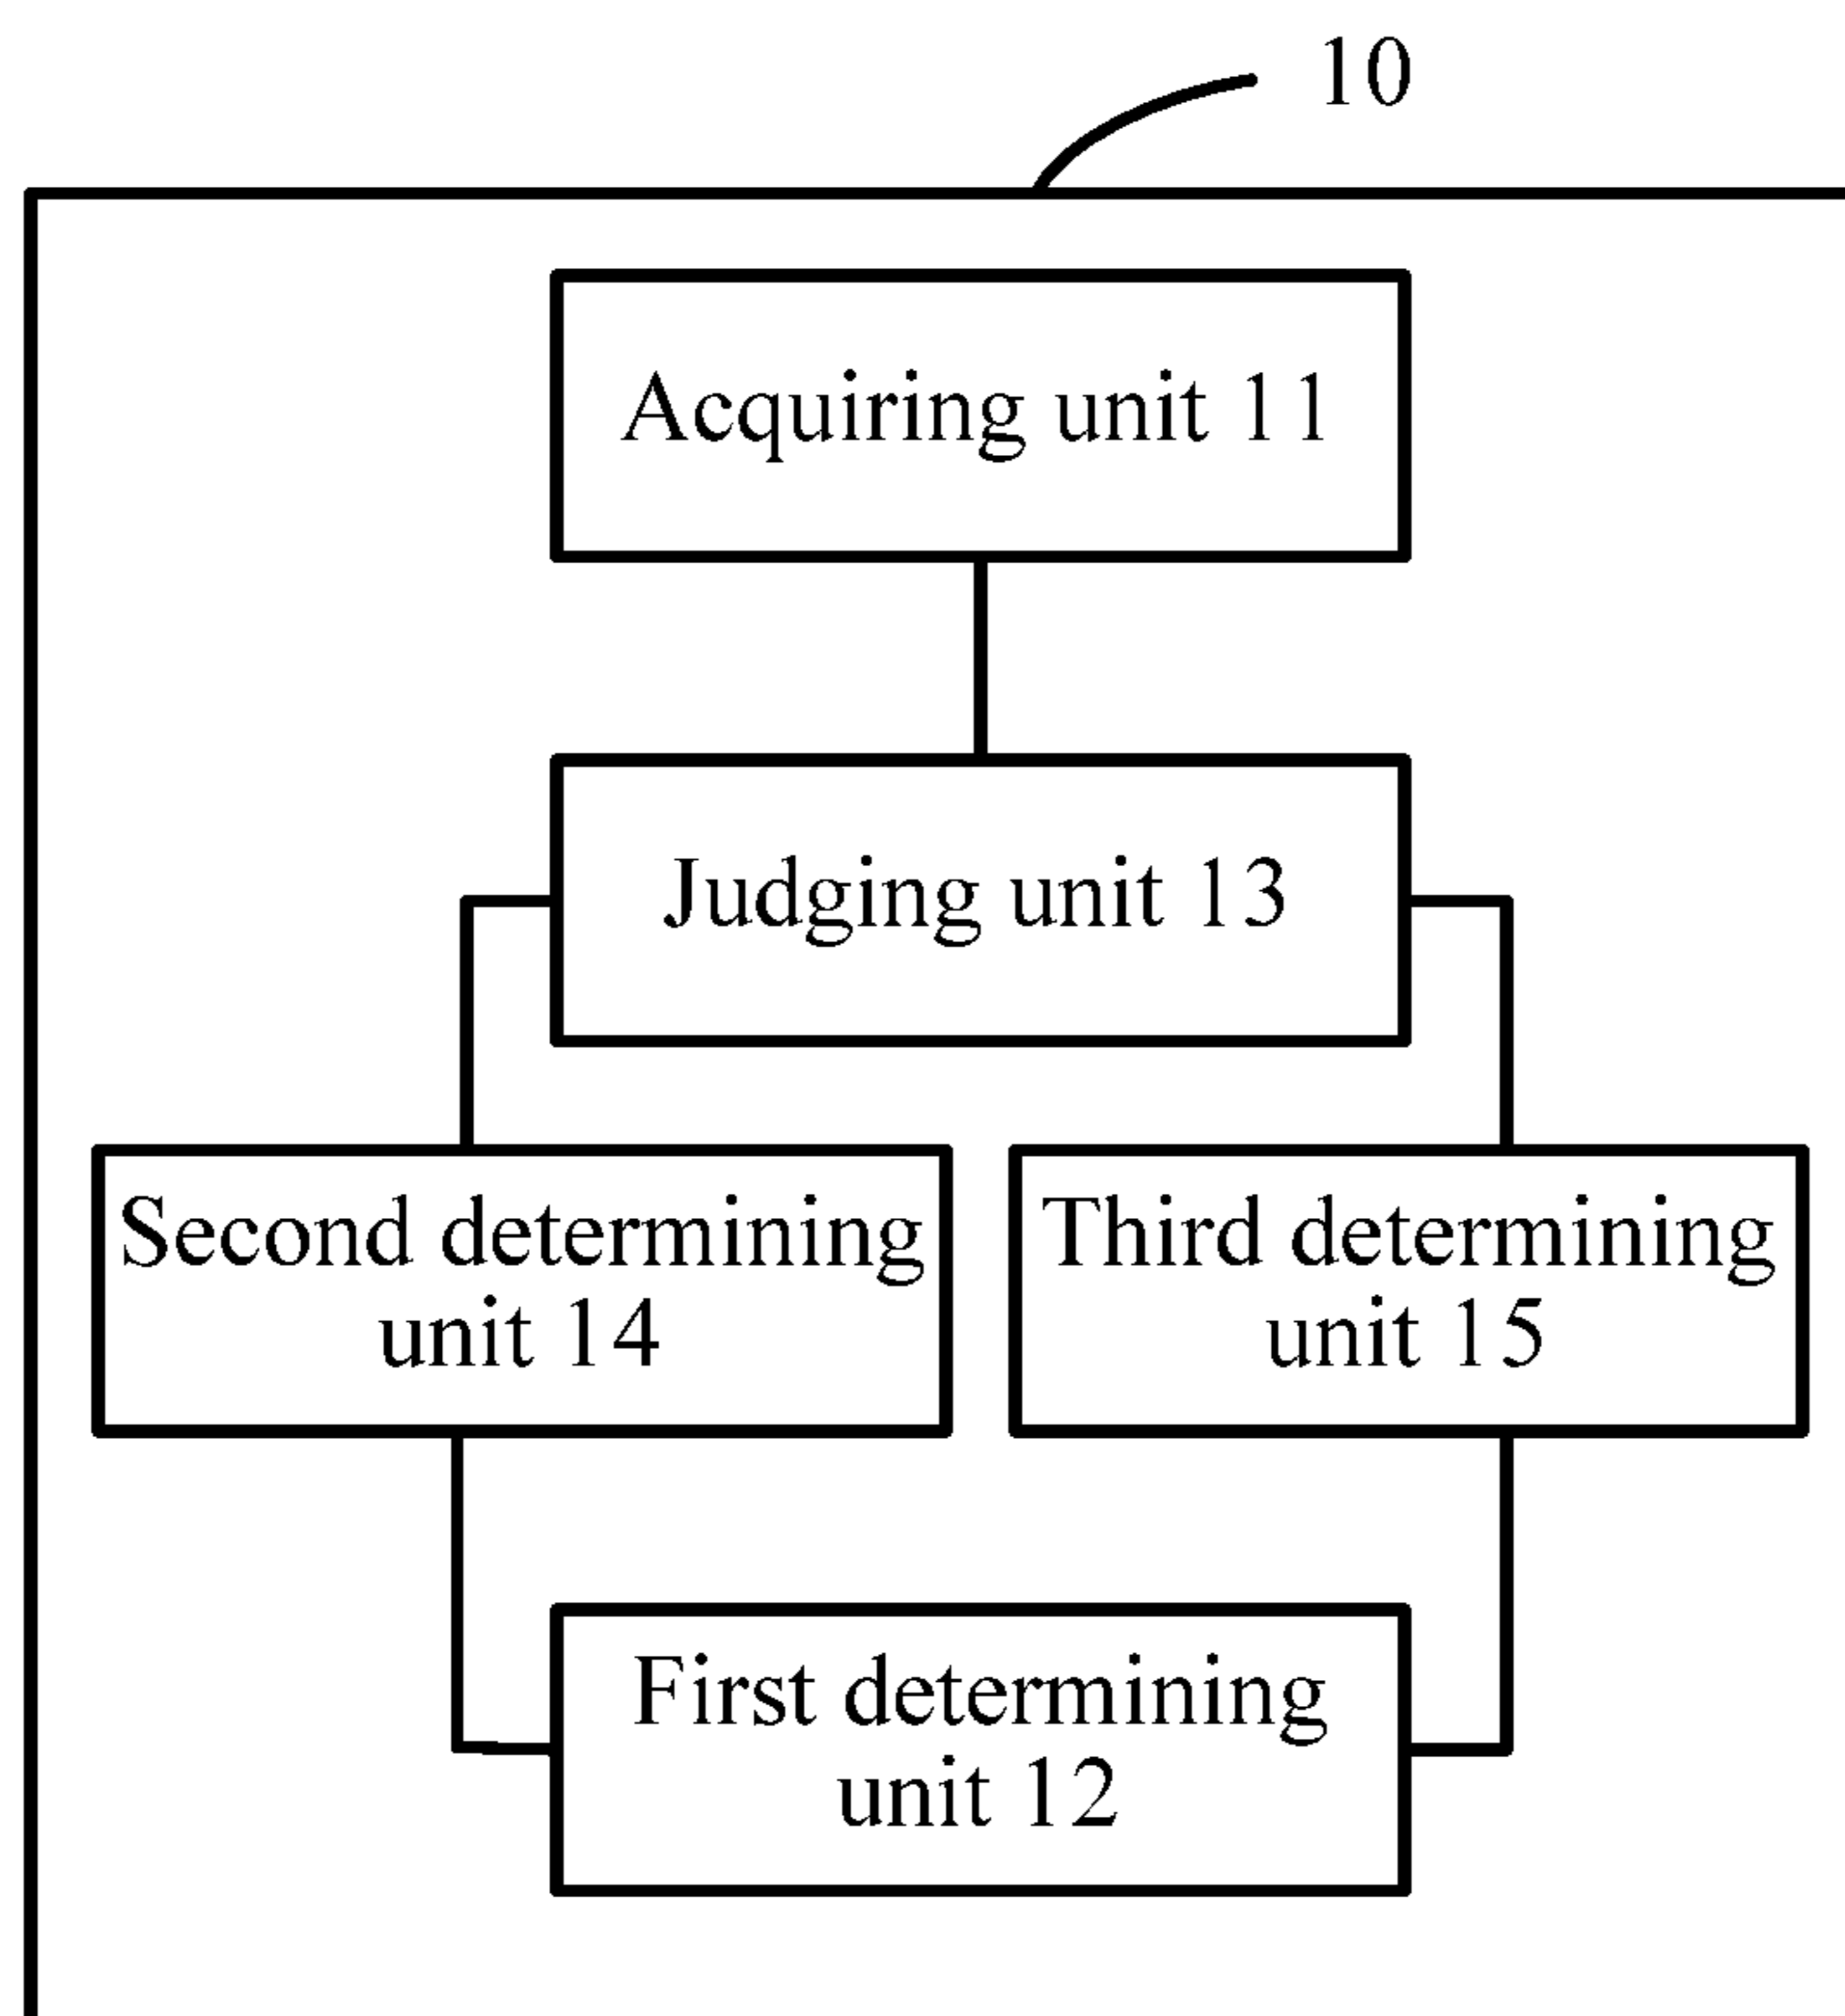 10
Acquiring unit 11
Judging unit 13
Second determining
unit 14
Third determining
unit 15
First determining
unit 12